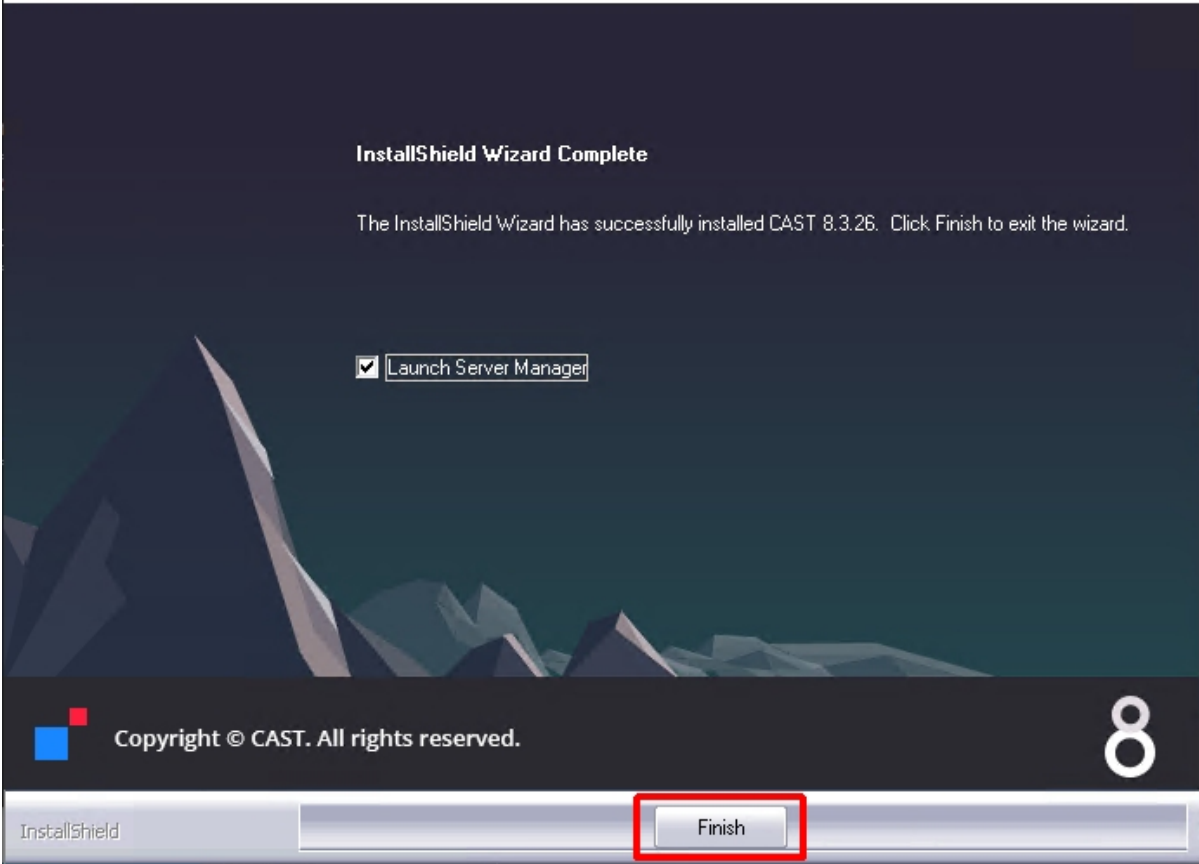 InstallShield Wizard Complete
The InstallShield Wizard has successfully installed CAST 8.3.26. Click Finish to exit the wizard.
Launch Server Manager
Copyright © CAST. All rights reserved.
8
InstallShield
Finish